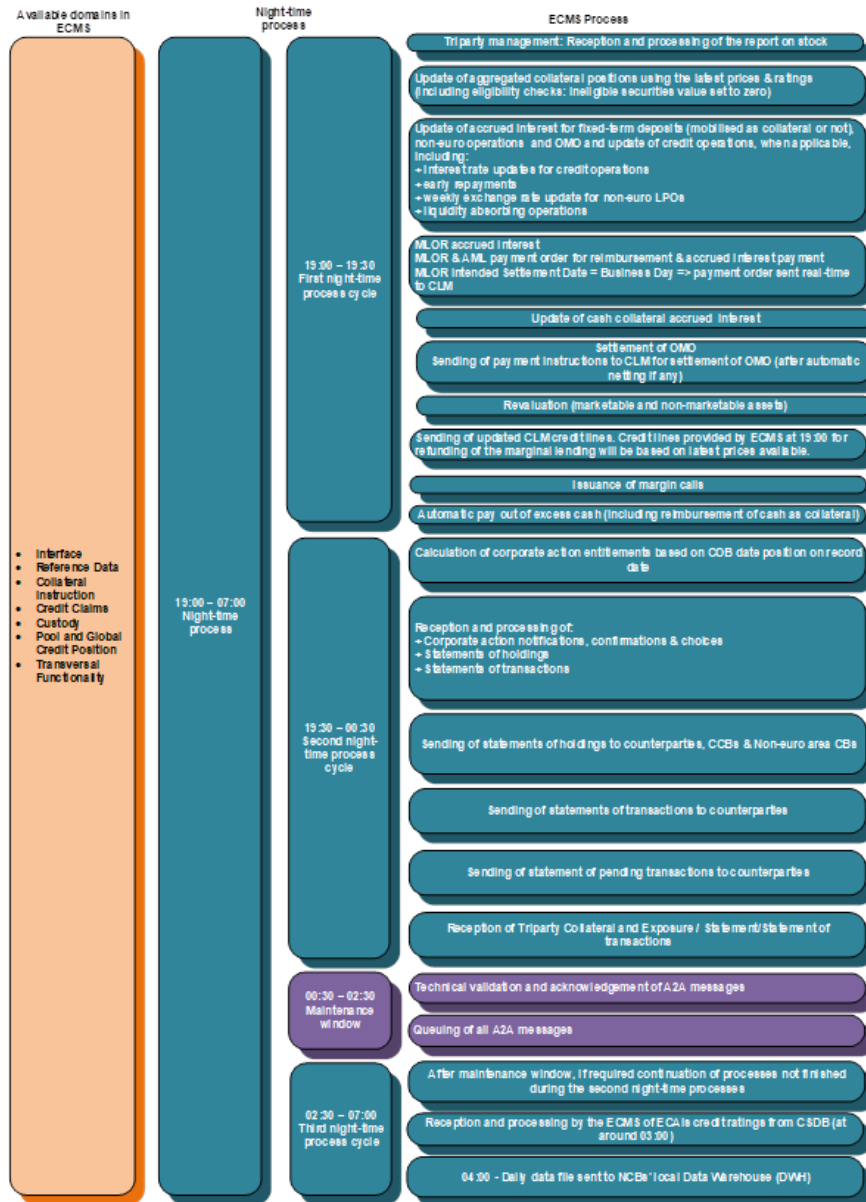 Available domains in
ECMS
Night-time
process
ECMS Process
• Interface
• Reference Data
• Collateral
Instruction
• Credit Claims
• Custody
• Pool and Global
Credit Position
• Transversal
Functionality
19:00 – 07:00
Night-time
process
19:00 – 19:30
First night-time
process cycle
Triparty management: Reception and processing of the report on stock
Update of aggregated collateral positions using the latest prices & ratings
(including eligibility checks: ineligible securities value set to zero)
Update of accrued interest for fixed-term deposits (mobilised as collateral or not),
non-euro operations and OMO and update of credit operations, when applicable,
including:
→ interest rate updates for credit operations
→ early repayments
→ weekly exchange rate update for non-euro LPOs
→ liquidity absorbing operations
MLOR accrued interest
MLOR & AML payment order for reimbursement & accrued interest payment
MLOR Intended Settlement Date = Business Day => payment order sent real-time
to CLM
Update of cash collateral accrued interest
Settlement of OMO
Sending of payment instructions to CLM for settlement of OMO (after automatic
netting if any)
Revaluation (marketable and non-marketable assets)
Sending of updated CLM credit lines. Credit lines provided by ECMS at 19:00 for
refunding of the marginal lending will be based on latest prices available.
Issuance of margin calls
Automatic pay out of excess cash (including reimbursement of cash as collateral)
19:30 – 00:30
Second night-
time process
cycle
Calculation of corporate action entitlements based on COB date position on record
date
Reception and processing of:
→ Corporate action notifications, confirmations & choices
→ Statements of holdings
→ Statements of transactions
Sending of statements of holdings to counterparties, CCBs & Non-euro area CBs
Sending of statements of transactions to counterparties
Sending of statement of pending transactions to counterparties
Reception of Triparty Collateral and Exposure / Statement/Statement of
transactions
00:30 – 02:30
Maintenance
window
Technical validation and acknowledgement of A2A messages
Queuing of all A2A messages
02:30 – 07:00
Third night-time
process cycle
After maintenance window, if required continuation of processes not finished
during the second night-time processes
Reception and processing by the ECMS of ECAIs credit ratings from CSDB (at
around 03:00)
04:00 - Daily data file sent to NCBs' local Data Warehouse (DWH)